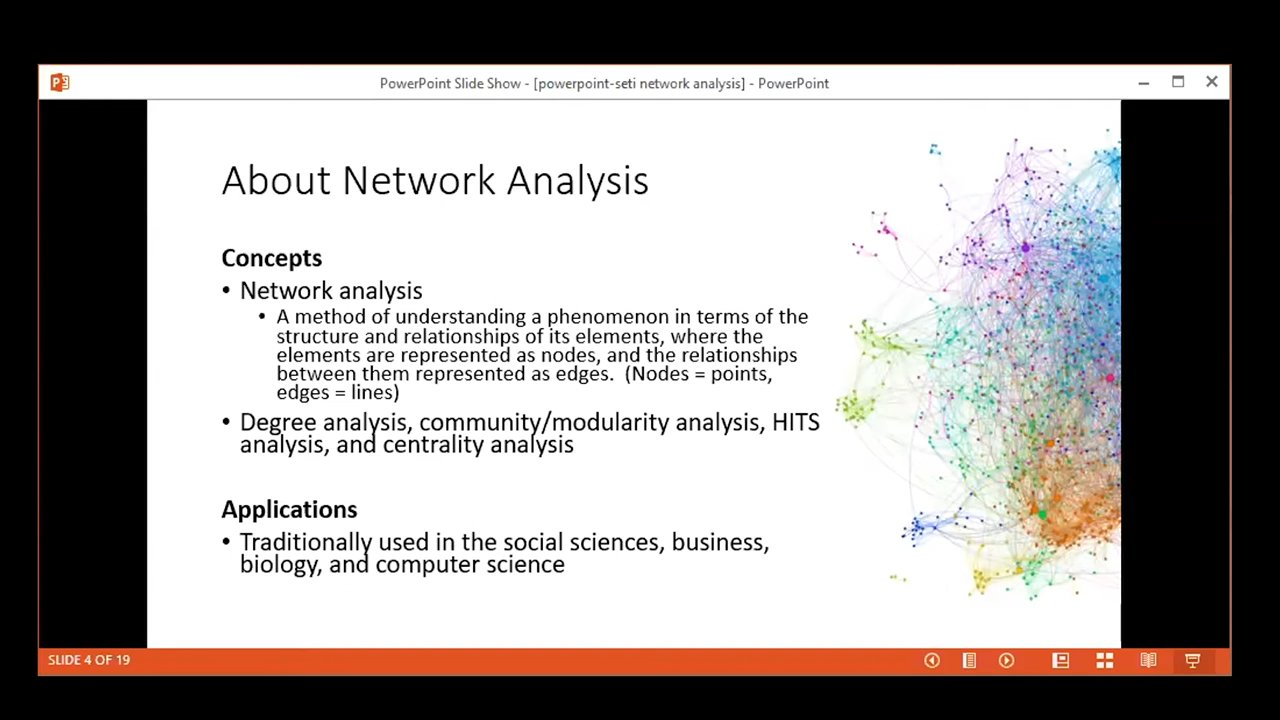 PowerPoint Slide Show - [powerpoint-seti network analysis] - PowerPoint
About Network Analysis
Concepts
• Network analysis
• A method of understanding a phenomenon in terms of the
structure and relationships of its elements, where the
elements are represented as nodes, and the relationships
between them represented as edges. (Nodes = points,
edges = lines)
• Degree analysis, community/modularity analysis, HITS
analysis, and centrality analysis
Applications
• Traditionally used in the social sciences, business,
biology, and computer science
SLIDE 4 OF 19